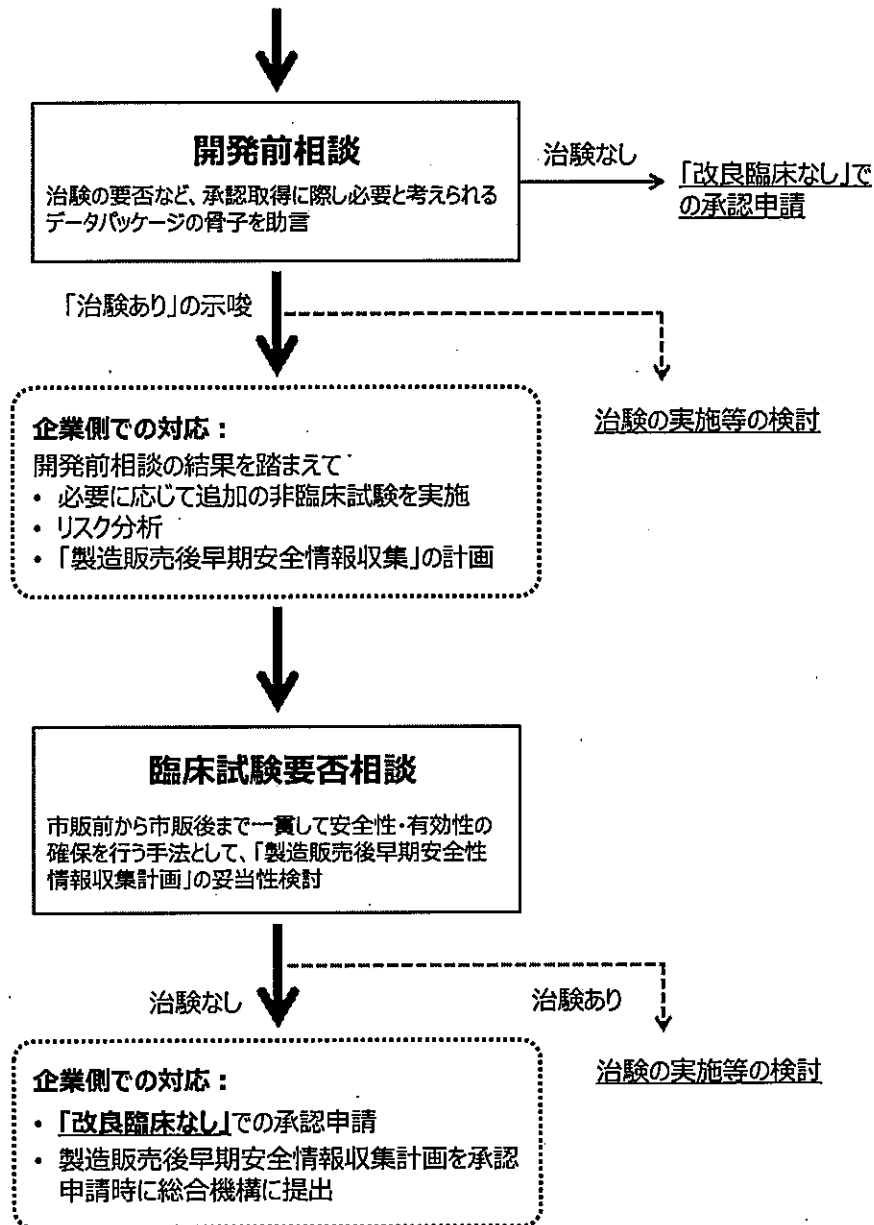 開発前相談
治験の要否など、承認取得に際し必要と考えられる
データパッケージの骨子を助言
治験なし
「改良臨床なし」で
の承認申請
「治験あり」の示唆
治験の実施等の検討
企業側での対応：
開発前相談の結果を踏まえて
• 必要に応じて追加の非臨床試験を実施
• リスク分析
• 「製造販売後早期安全情報収集」の計画
臨床試験要否相談
市販前から市販後まで一貫して安全性・有効性の
確保を行う手法として、「製造販売後早期安全性
情報収集計画」の妥当性検討
治験なし
治験あり
治験の実施等の検討
企業側での対応：
• 「改良臨床なし」での承認申請
• 製造販売後早期安全情報収集計画を承認
申請時に総合機構に提出